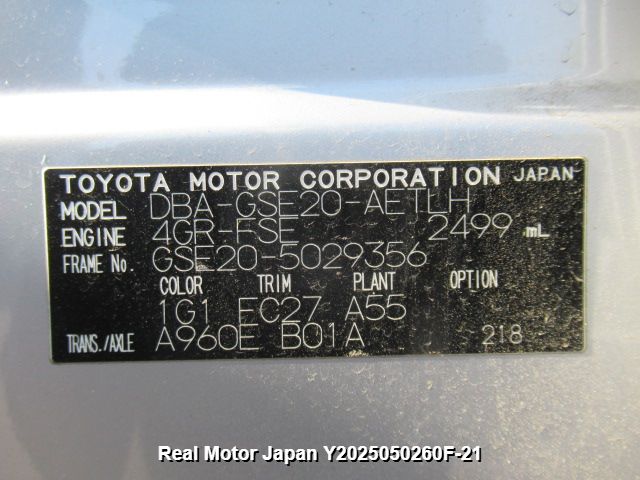 TOYOTA MOTOR CORPORATION JAPAN
MODEL DBA-GSE20-AETLH
ENGINE 4GR-FSE 2499 mL
FRAME No. GSE20-5029356
COLOR TRIM PLANT OPTION
1G1 FC27 A55
TRANS./AXLE A960E B01A 218
Real Motor Japan Y2025050260F-21